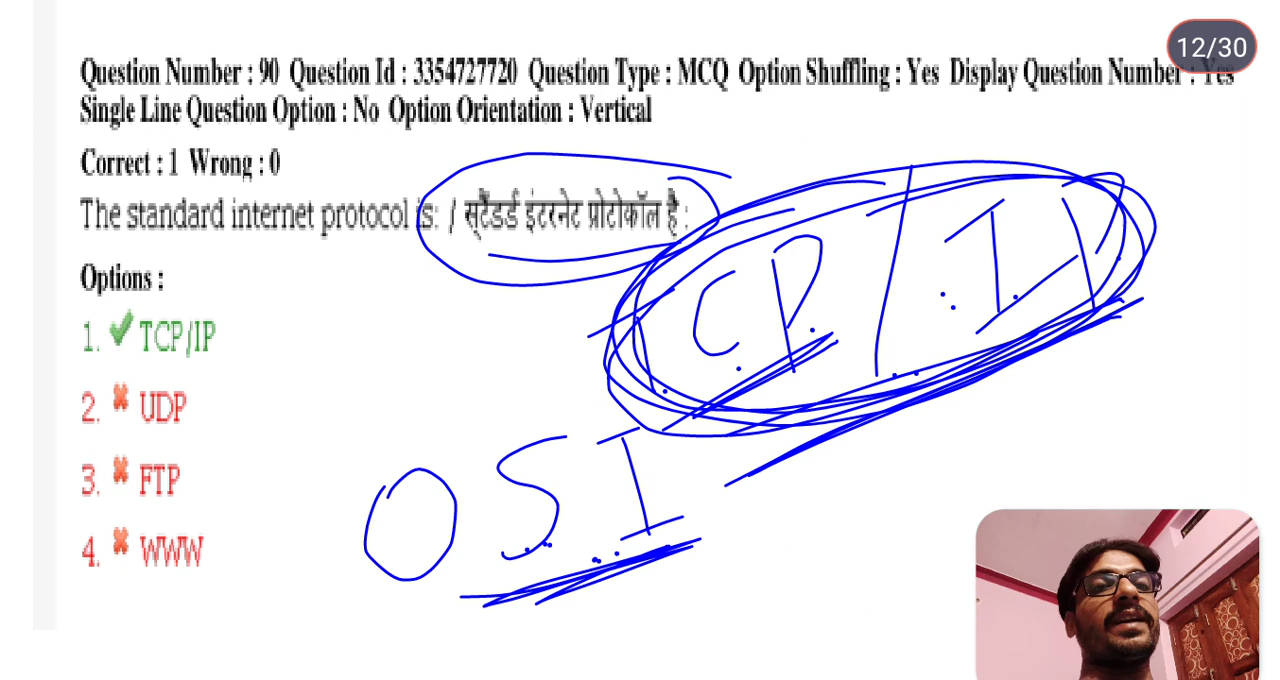 12/30
Question Number : 90 Question Id : 3354727720 Question Type : MCQ Option Shuffling : Yes Display Question Number : Yes
Single Line Question Option : No Option Orientation : Vertical
Correct : 1 Wrong : 0
The standard internet protocol is: / स्टैंडर्ड इंटरनेट प्रोटोकॉल है :
Options :
1. TCP/IP
2. UDP
3. FTP
4. WWW
TCP/IP
OSI